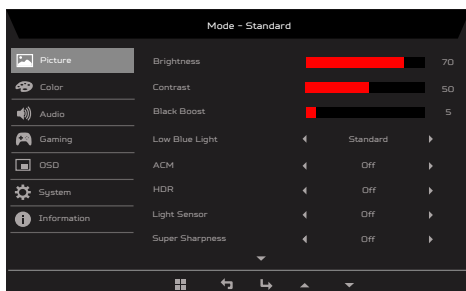 Mode - Standard
Picture
Color
Audio
Gaming
OSD
System
Information
Brightness 70
Contrast 50
Black Boost 5
Low Blue Light Standard
ACM Off
HDR Off
Light Sensor Off
Super Sharpness Off